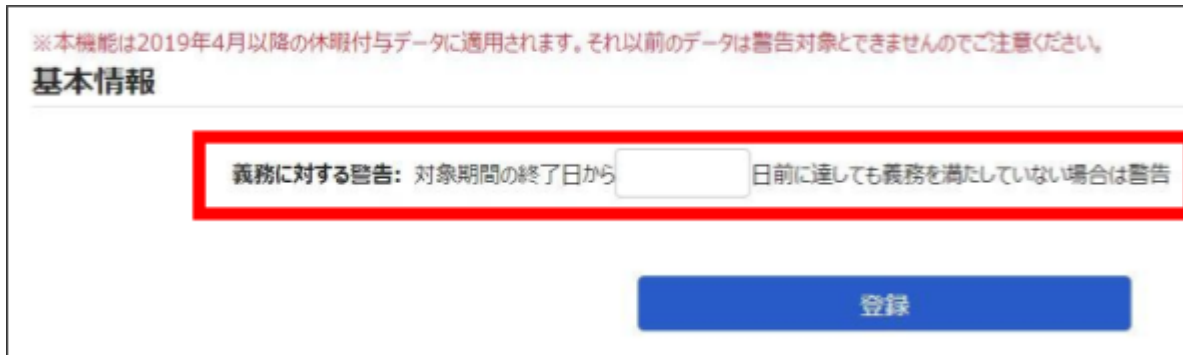 ※本機能は2019年4月以降の休暇付与データに適用されます。それ以前のデータは警告対象とできませんのでご注意ください。
基本情報
義務に対する警告: 対象期間の終了日から 日前に達しても義務を満たしていない場合は警告
登録